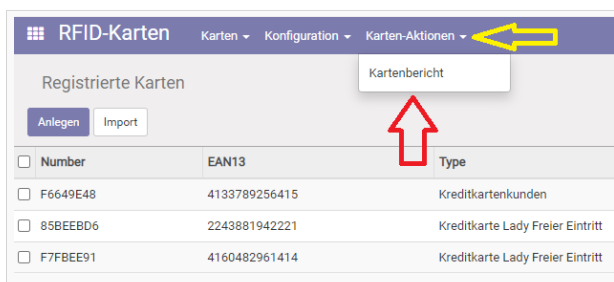 RFID-Karten Karten Konfiguration Karten-Aktionen
Kartenbericht
Registrierte Karten
Anlegen Import
Number EAN13 Type
F6649E48 4133789256415 Kreditkartenkunden
85BEEBD6 2243881942221 Kreditkarte Lady Freier Eintritt
F7FBEE91 4160482961414 Kreditkarte Lady Freier Eintritt